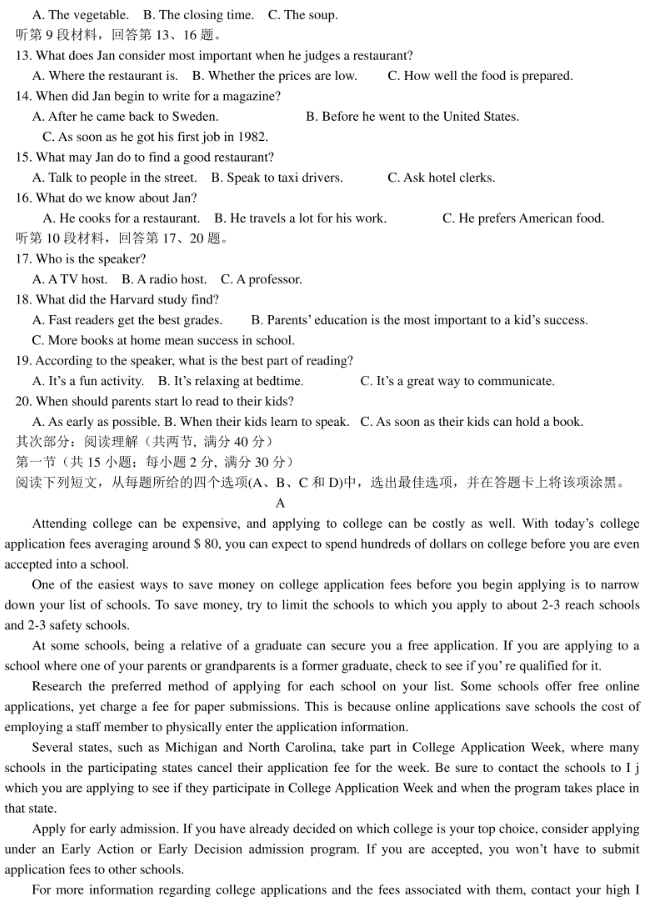 A. The vegetable. B. The closing time. C. The soup.
听第 9 段材料，回答第 13、16 题。
13. What does Jan consider most important when he judges a restaurant?
A. Where the restaurant is. B. Whether the prices are low. C. How well the food is prepared.
14. When did Jan begin to write for a magazine?
A. After he came back to Sweden. B. Before he went to the United States.
C. As soon as he got his first job in 1982.
15. What may Jan do to find a good restaurant?
A. Talk to people in the street. B. Speak to taxi drivers. C. Ask hotel clerks.
16. What do we know about Jan?
A. He cooks for a restaurant. B. He travels a lot for his work. C. He prefers American food.
听第 10 段材料，回答第 17、20 题。
17. Who is the speaker?
A. A TV host. B. A radio host. C. A professor.
18. What did the Harvard study find?
A. Fast readers get the best grades. B. Parents’ education is the most important to a kid’s success.
C. More books at home mean success in school.
19. According to the speaker, what is the best part of reading?
A. It’s a fun activity. B. It’s relaxing at bedtime. C. It’s a great way to communicate.
20. When should parents start lo read to their kids?
A. As early as possible. B. When their kids learn to speak. C. As soon as their kids can hold a book.
其次部分：阅读理解（共两节, 满分 40 分）
第一节（共 15 小题；每小题 2 分, 满分 30 分）
阅读下列短文，从每题所给的四个选项(A、B、C 和 D)中，选出最佳选项，并在答题卡上将该项涂黑。
A
Attending college can be expensive, and applying to college can be costly as well. With today’s college
application fees averaging around $ 80, you can expect to spend hundreds of dollars on college before you are even
accepted into a school.
One of the easiest ways to save money on college application fees before you begin applying is to narrow
down your list of schools. To save money, try to limit the schools to which you apply to about 2-3 reach schools
and 2-3 safety schools.
At some schools, being a relative of a graduate can secure you a free application. If you are applying to a
school where one of your parents or grandparents is a former graduate, check to see if you’ re qualified for it.
Research the preferred method of applying for each school on your list. Some schools offer free online
applications, yet charge a fee for paper submissions. This is because online applications save schools the cost of
employing a staff member to physically enter the application information.
Several states, such as Michigan and North Carolina, take part in College Application Week, where many
schools in the participating states cancel their application fee for the week. Be sure to contact the schools to I j
which you are applying to see if they participate in College Application Week and when the program takes place in
that state.
Apply for early admission. If you have already decided on which college is your top choice, consider applying
under an Early Action or Early Decision admission program. If you are accepted, you won’t have to submit
application fees to other schools.
For more information regarding college applications and the fees associated with them, contact your high I